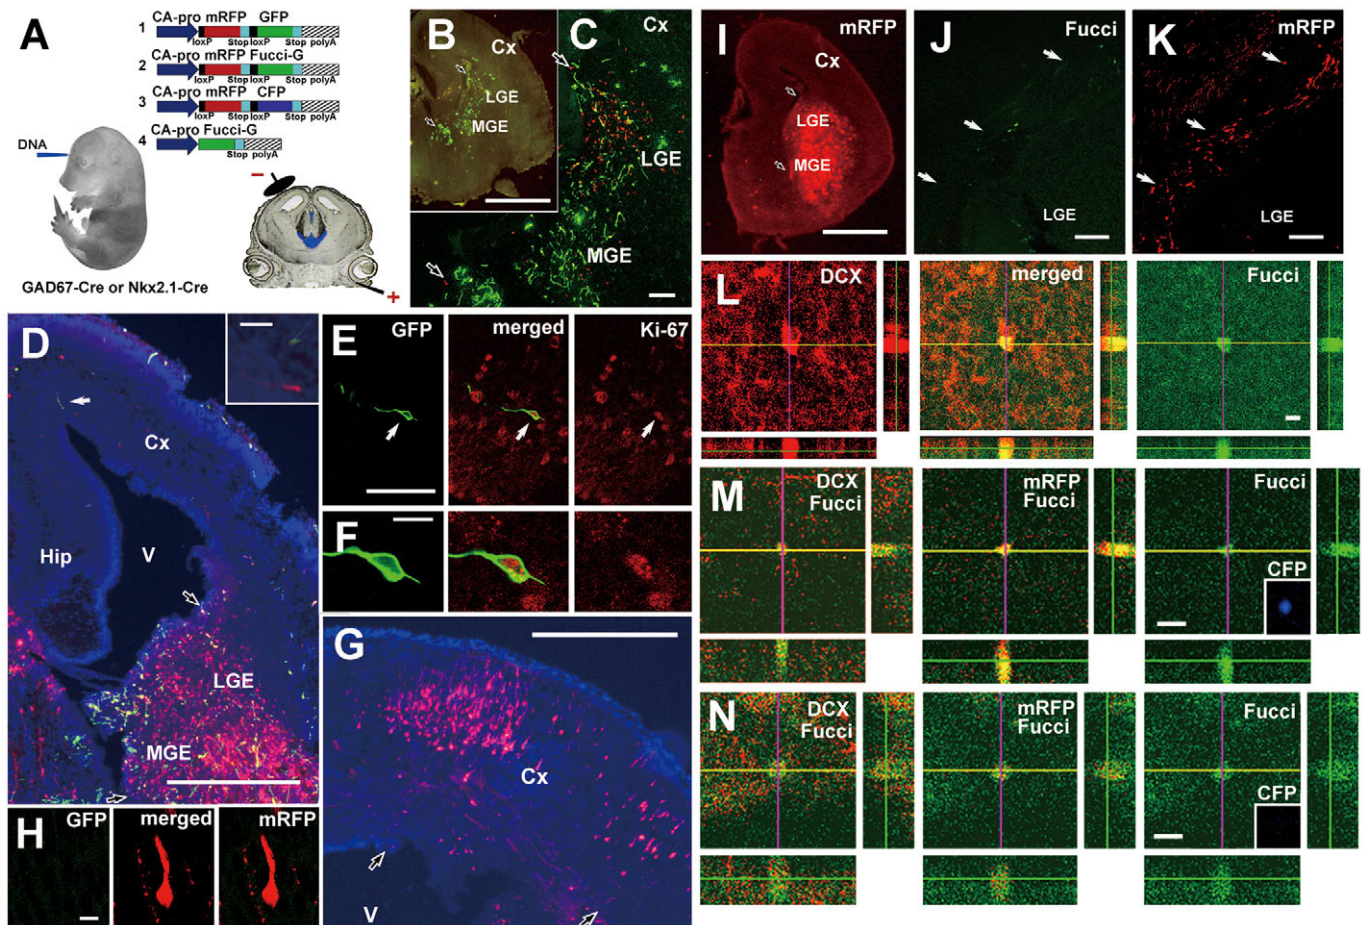 A
CA-pro mRFP GFP
1
loxP Stop loxP Stop polyA
CA-pro mRFP Fucci-G
2
loxP Stop loxP Stop polyA
CA-pro mRFP CFP
3
loxP Stop loxP Stop polyA
CA-pro Fucci-G
4
Stop polyA
DNA
−
+
GAD67-Cre or Nkx2.1-Cre
B
Cx
LGE
MGE
C
Cx
LGE
MGE
D
Cx
Hip
V
LGE
MGE
E
GFP
merged
Ki-67
F
G
Cx
V
H
GFP
merged
mRFP
I
mRFP
Cx
LGE
MGE
J
Fucci
LGE
K
mRFP
LGE
L
DCX
merged
Fucci
M
DCX
Fucci
mRFP
Fucci
Fucci
CFP
N
DCX
Fucci
mRFP
Fucci
Fucci
CFP